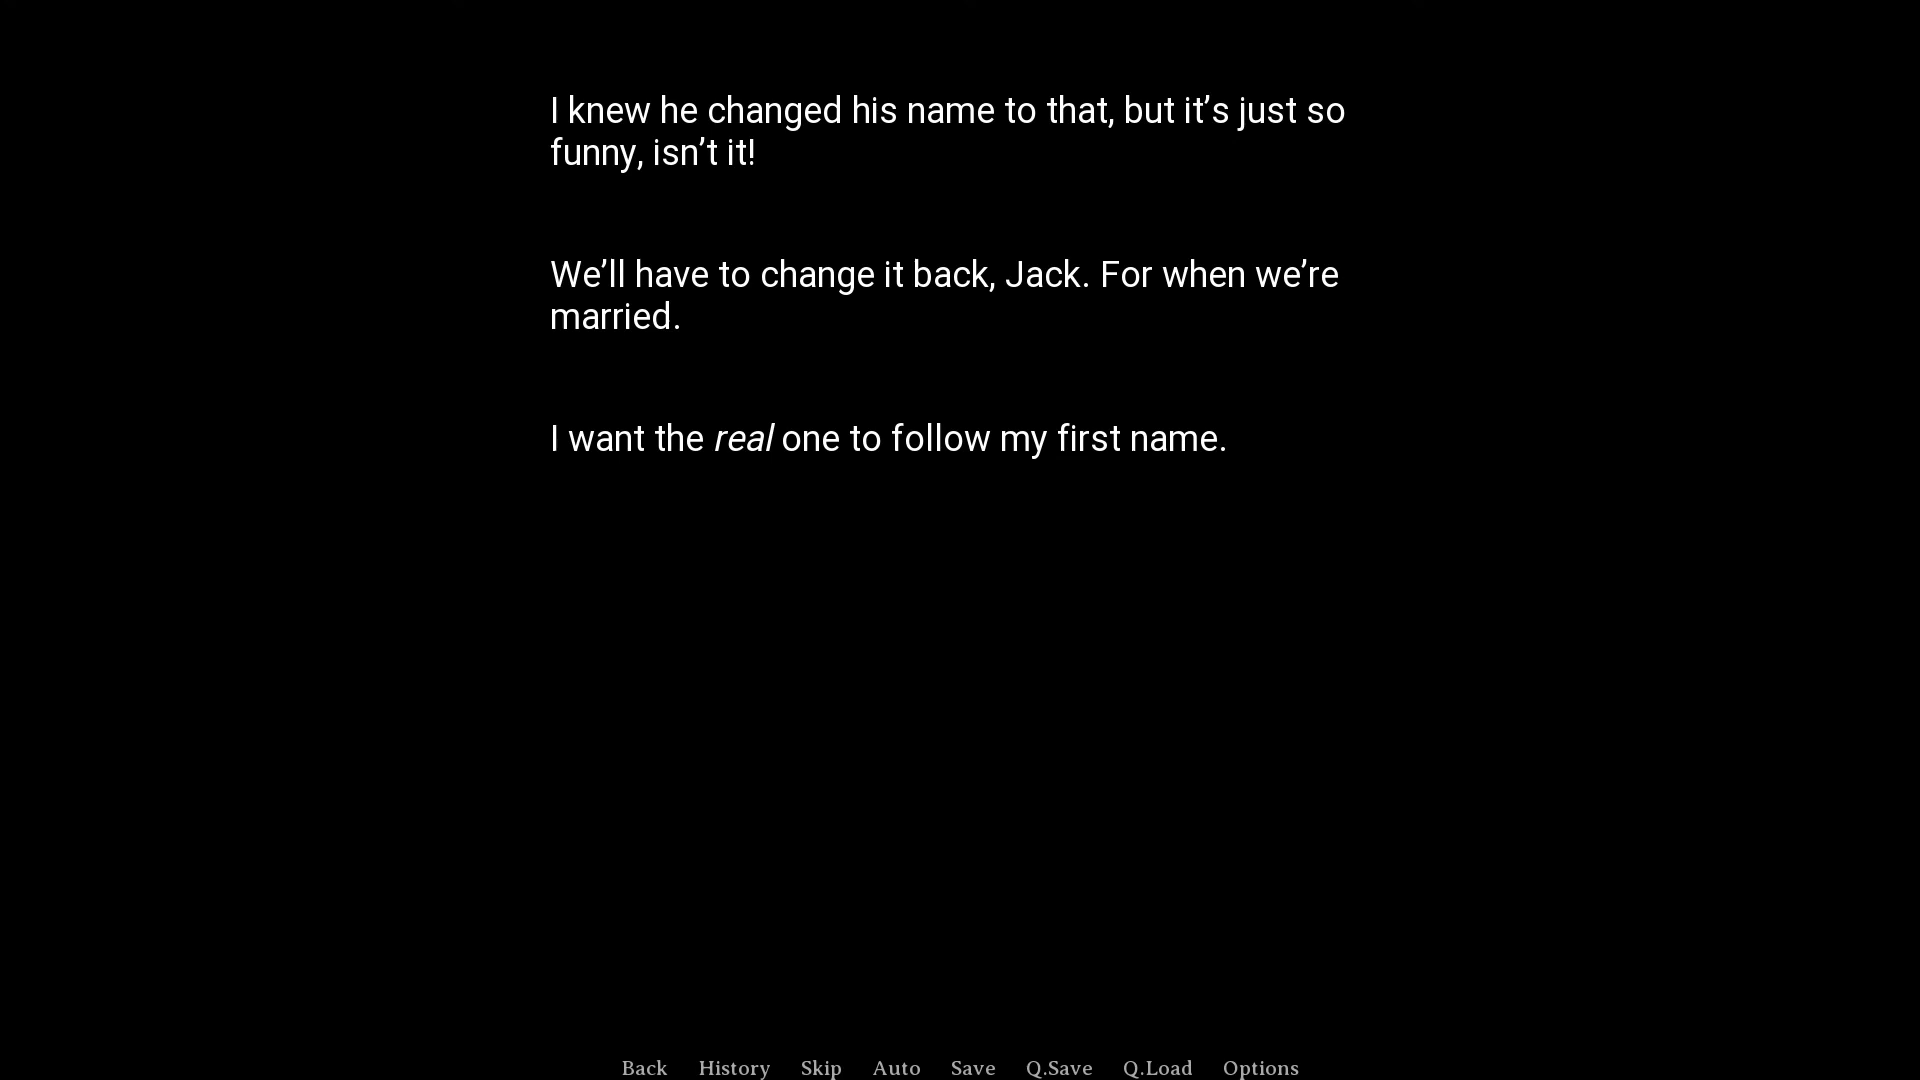 I knew he changed his name to that, but it’s just so
funny, isn’t it!
We’ll have to change it back, Jack. For when we’re
married.
I want the real one to follow my first name.
Back History Skip Auto Save Q.Save Q.Load Options